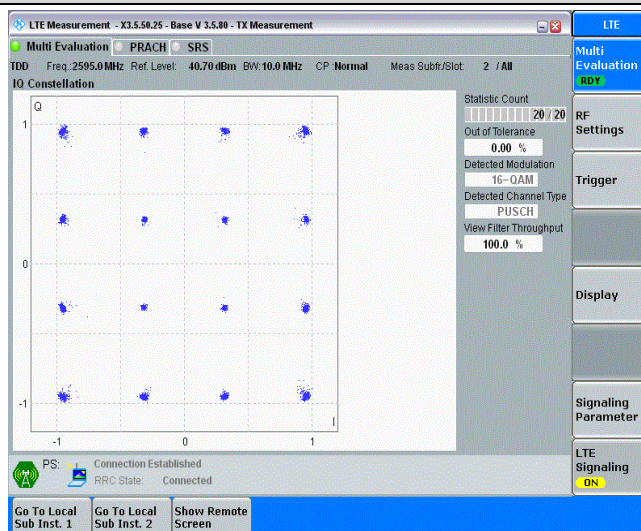 LTE Measurement - X3.5.50.25 - Base V 3.5.80 - TX Measurement
LTE
Multi Evaluation PRACH SRS
TDD Freq.:2595.0 MHz Ref. Level: 40.70 dBm BW:10.0 MHz CP :Normal Meas Subfr./Slot: 2 / All
IQ Constellation
Q
1
0
-1
-1 0 1
I
Statistic Count
20 / 20
Out of Tolerance
0.00 %
Detected Modulation
16-QAM
Detected Channel Type
PUSCH
View Filter Throughput
100.0 %
Multi
Evaluation
RDY
RF
Settings
Trigger
Display
Signaling
Parameter
LTE
Signaling
ON
PS: Connection Established
RRC State: Connected
Go To Local
Sub Inst. 1
Go To Local
Sub Inst. 2
Show Remote
Screen